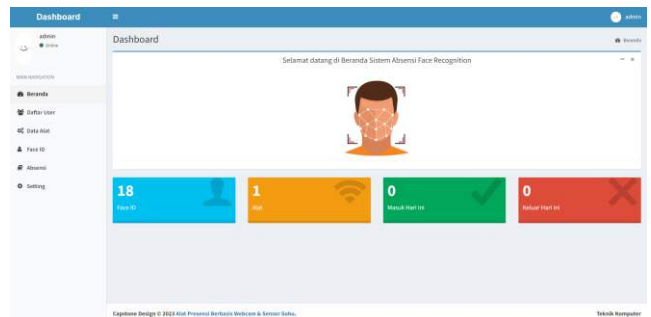 Dashboard
admin
admin
Online
Dashboard
Beranda
Selamat datang di Beranda Sistem Absensi Face Recognition
MAIN NAVIGATION
Beranda
Daftar User
Data Alat
Face ID
Absensi
Setting
18
Face ID
1
Alat
0
Masuk Hari Ini
0
Keluar Hari Ini
Capstone Design © 2023 Alat Presensi Berbasis Webcam & Sensor Suhu.
Teknik Komputer